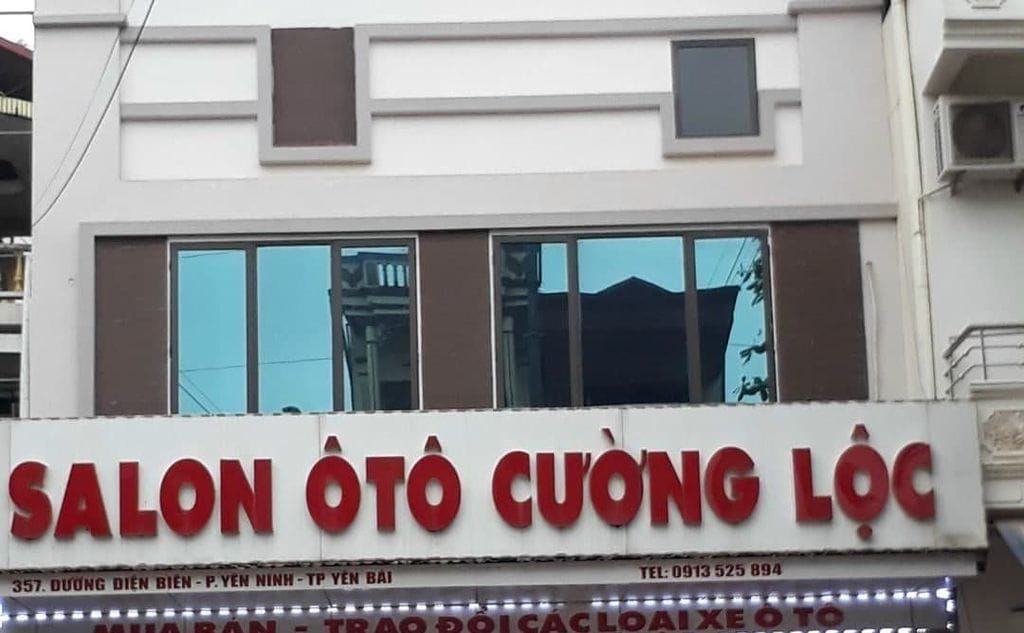 SALON ÔTÔ CƯỜNG LỘC
357. ĐƯỜNG ĐIỆN BIÊN - P. YÊN NINH - TP YÊN BÁI TEL: 0913 525 894
MUA BÁN - TRAO ĐỔI CÁC LOẠI XE Ô TÔ